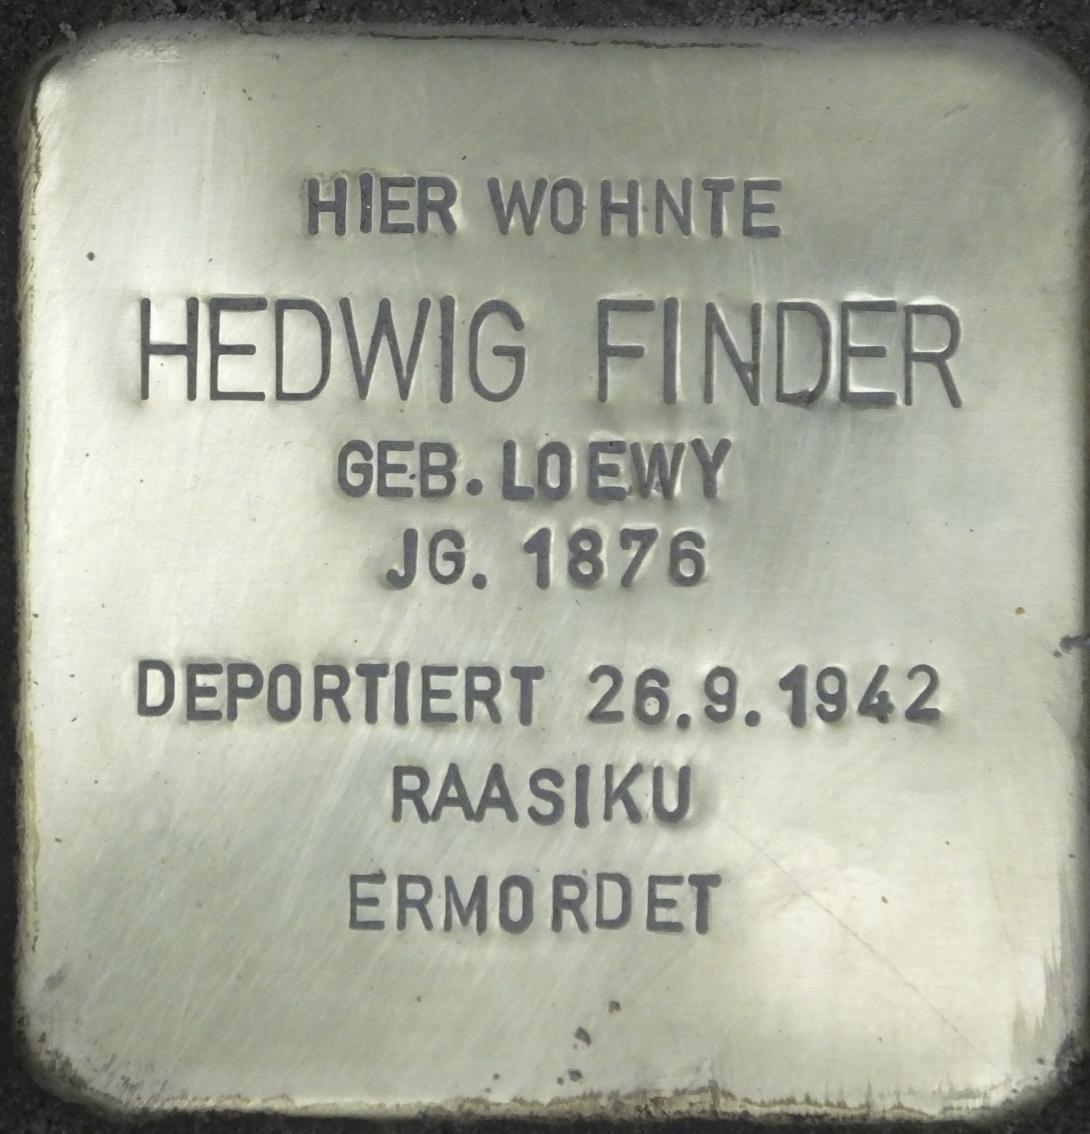 HIER WOHNTE
HEDWIG FINDER
GEB. LOEWY
JG. 1876
DEPORTIERT 26.9.1942
RAASIKU
ERMORDET